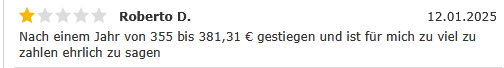 Roberto D. 12.01.2025
Nach einem Jahr von 355 bis 381,31 € gestiegen und ist für mich zu viel zu
zahlen ehrlich zu sagen